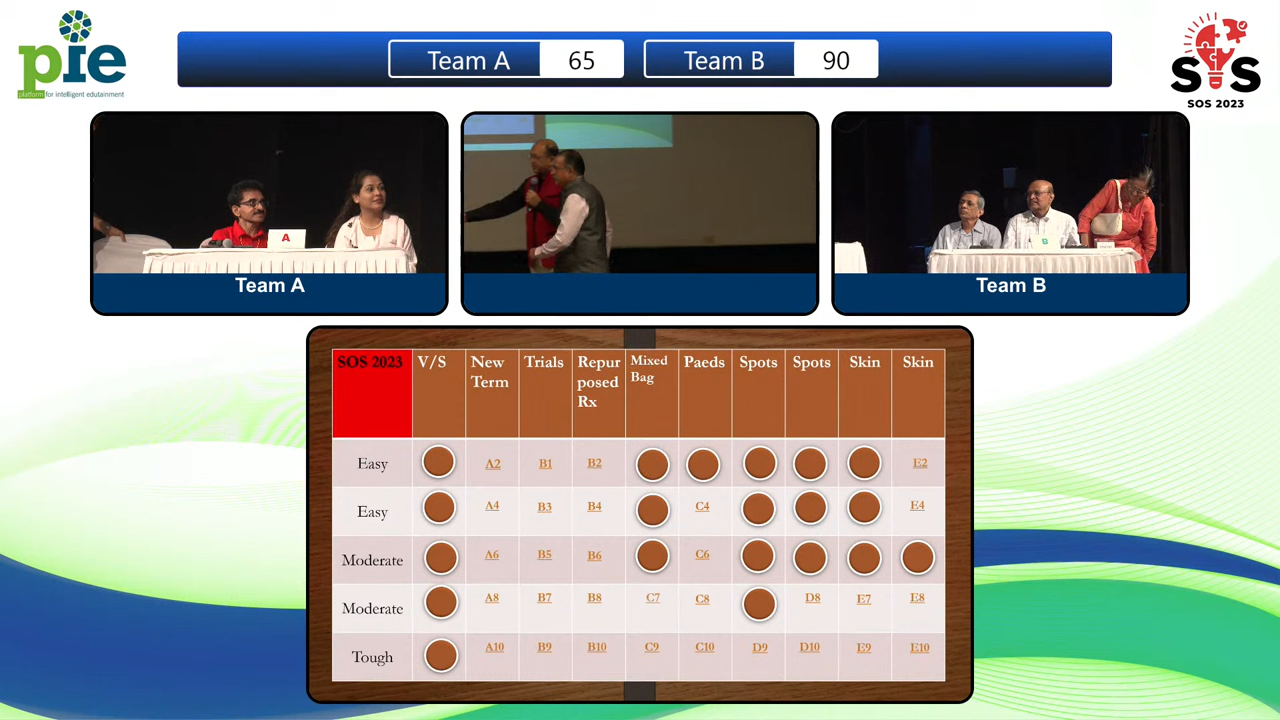 pie
platform for intelligent edutainment
Team A 65 Team B 90
SOS
SOS 2023
A
Team A
Team B
SOS 2023 V/S New Term Trials Repur posed Rx Mixed Bag Paeds Spots Spots Skin Skin
Easy A2 B1 B2 E2
Easy A4 B3 B4 C4 E4
Moderate A6 B5 B6 C6
Moderate A8 B7 B8 C7 C8 D8 E7 E8
Tough A10 B9 B10 C9 C10 D9 D10 E9 E10